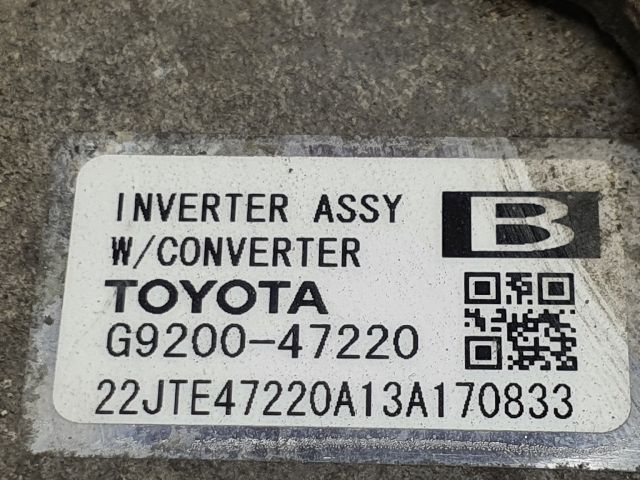 INVERTER ASSY B
W/CONVERTER
TOYOTA
G9200-47220
22JTE47220A13A170833